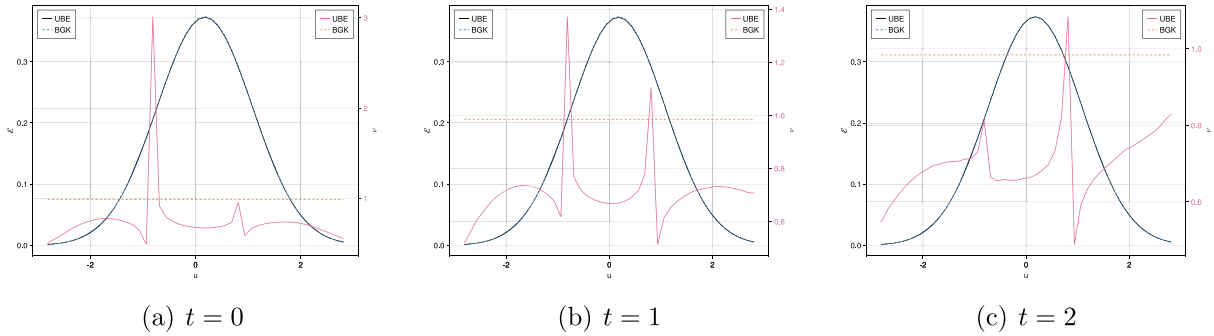 UBE
BGK
UBE
BGK
0.3
0.2
0.1
0.0
ℰ
3
2
1
ν
-2
0
2
u
(a) t = 0
UBE
BGK
UBE
BGK
0.3
0.2
0.1
0.0
ℰ
1.4
1.2
1.0
0.8
0.6
ν
-2
0
2
u
(b) t = 1
UBE
BGK
UBE
BGK
0.3
0.2
0.1
0.0
ℰ
1.0
0.8
0.6
ν
-2
0
2
u
(c) t = 2